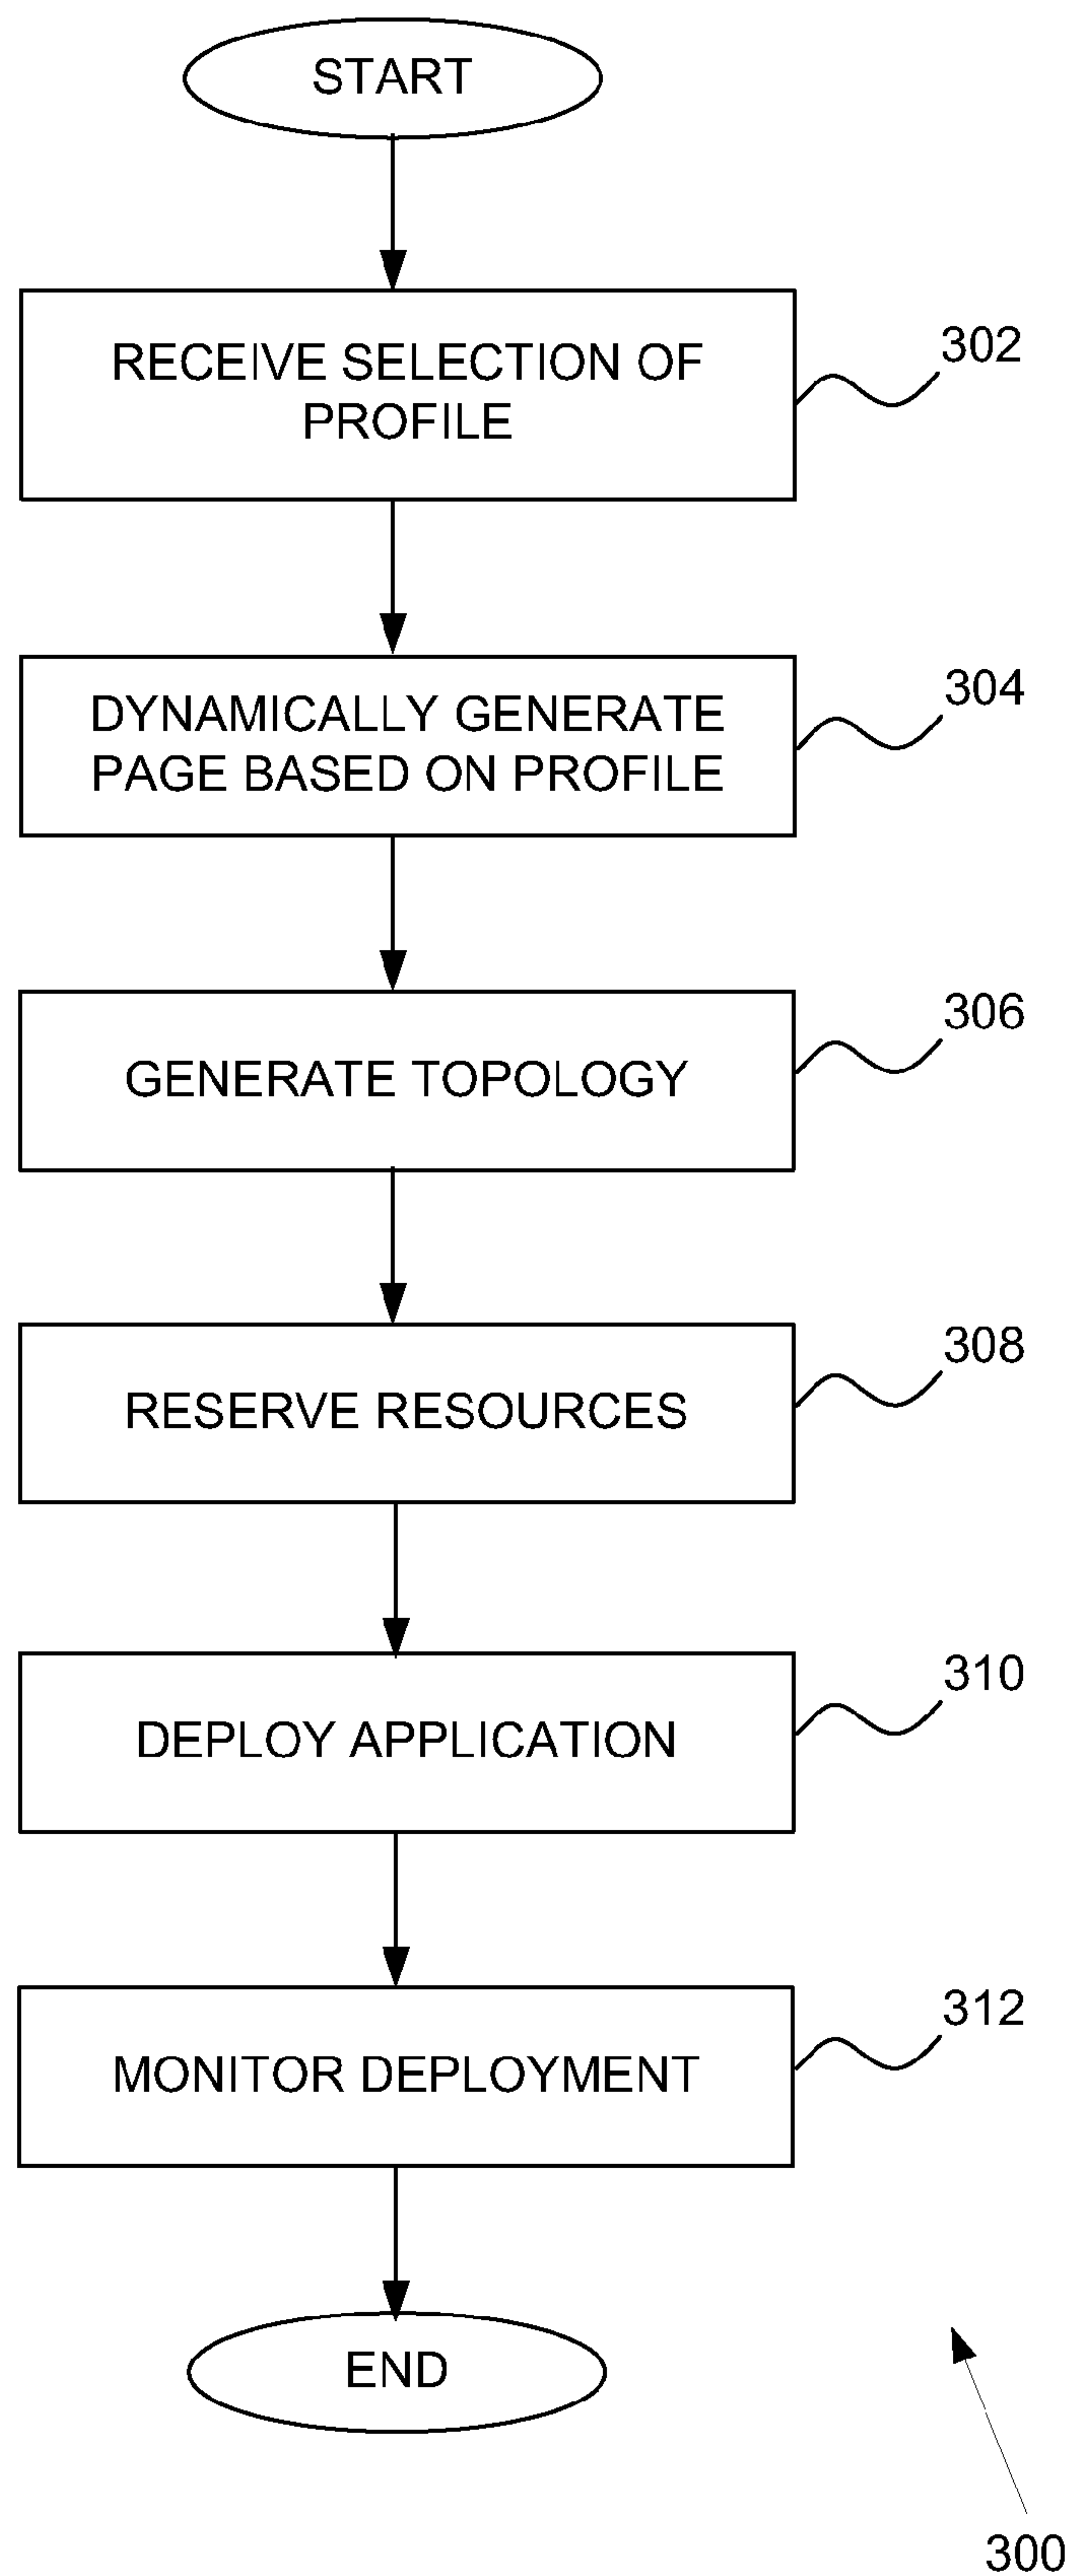 START
RECEIVE SELECTION OF
PROFILE
302
DYNAMICALLY GENERATE
PAGE BASED ON PROFILE
304
GENERATE TOPOLOGY
306
RESERVE RESOURCES
308
DEPLOY APPLICATION
310
MONITOR DEPLOYMENT
312
END
300